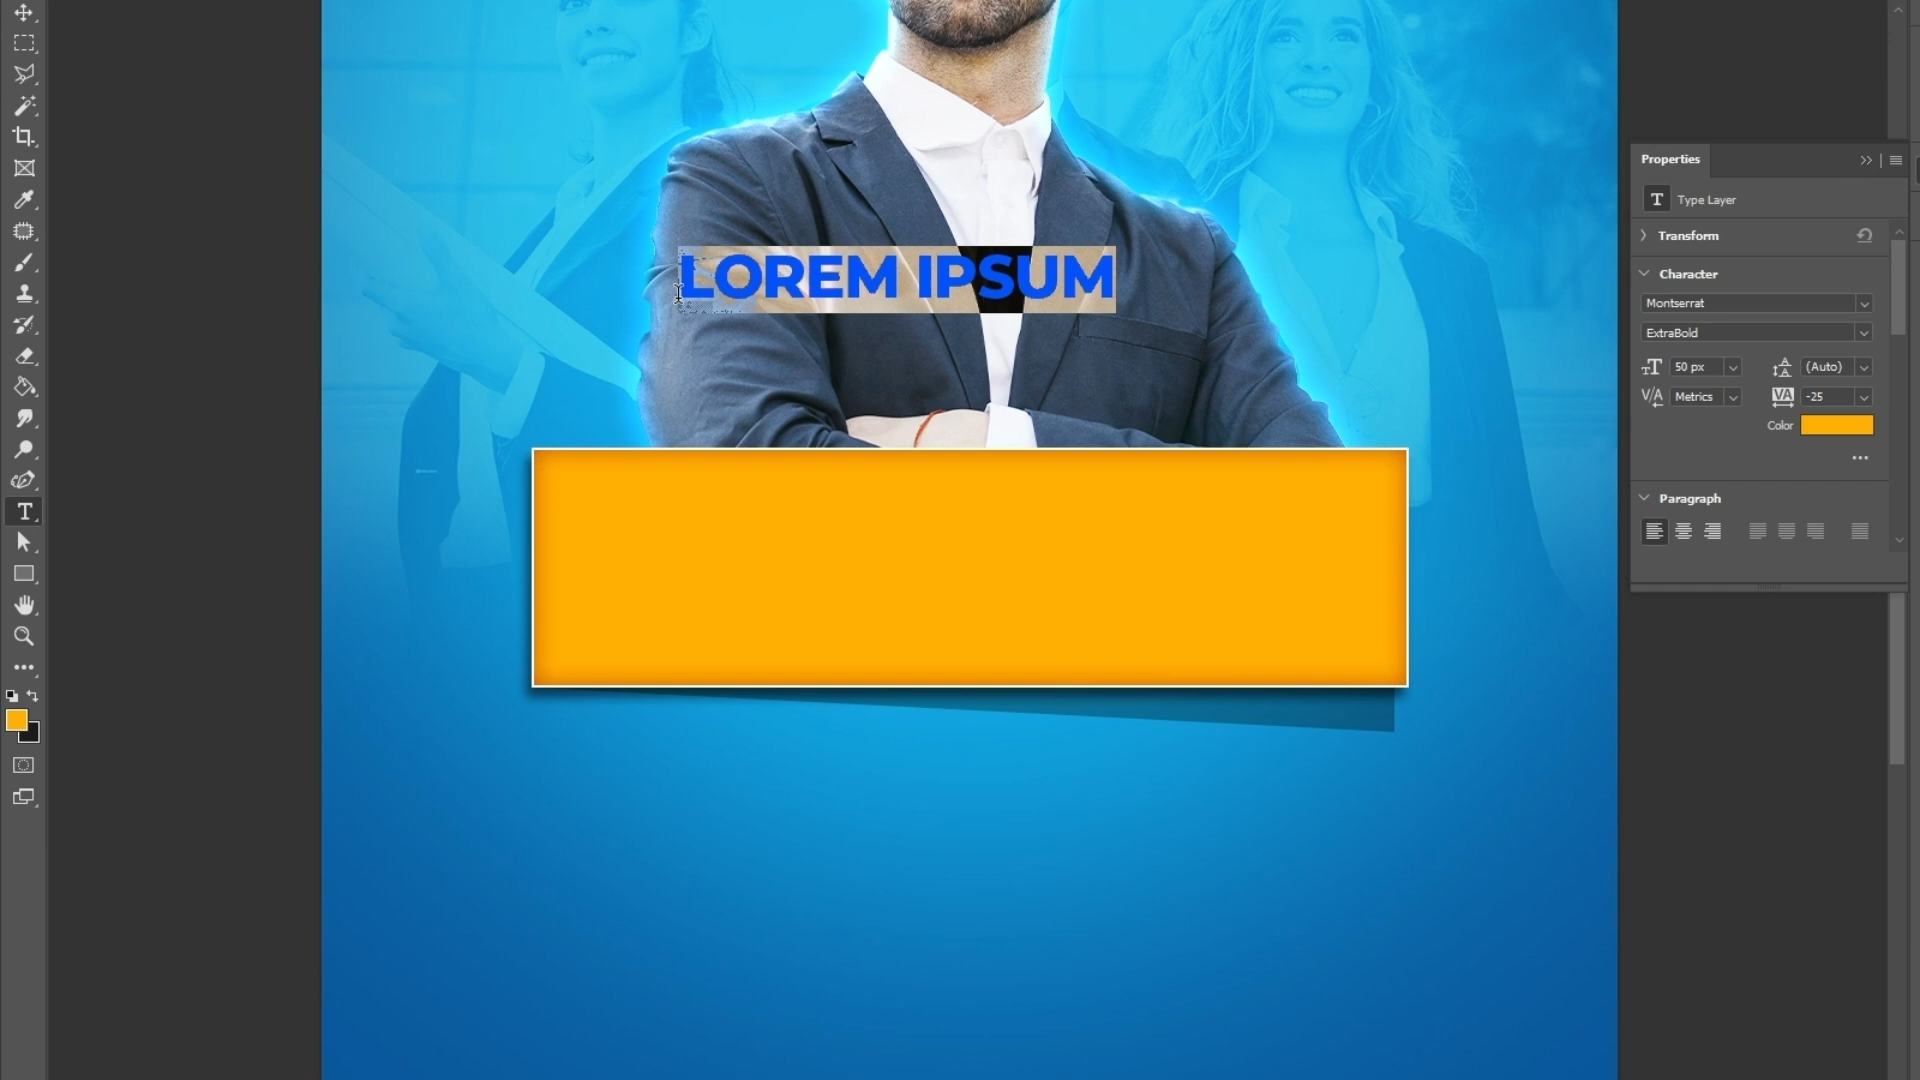 LOREM IPSUM
Properties
T Type Layer
Transform
Character
Montserrat
ExtraBold
50 px
(Auto)
Metrics
-25
Color
Paragraph